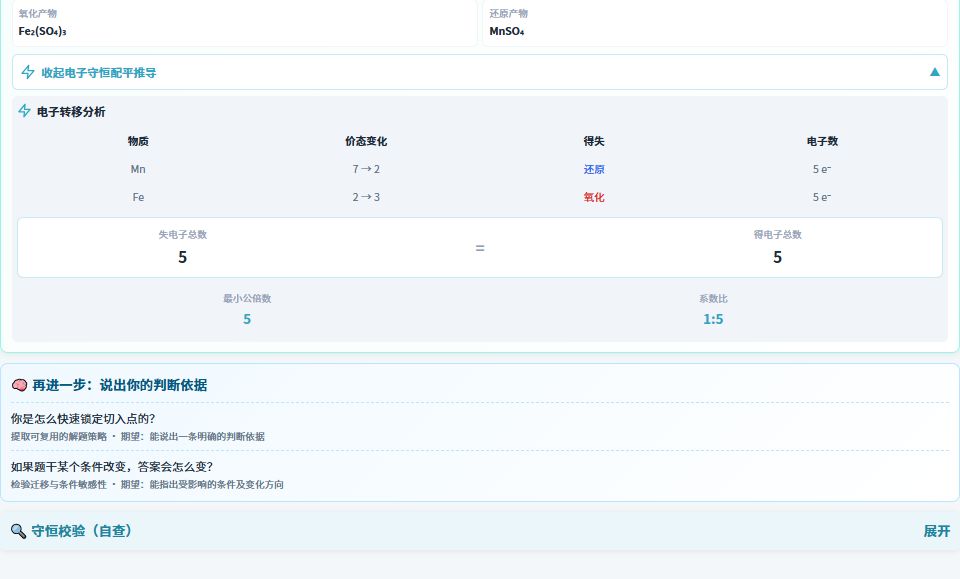 氧化产物
Fe₂(SO₄)₃
还原产物
MnSO₄
收起电子守恒配平推导
▲
电子转移分析
物质 价态变化 得失 电子数
Mn 7 → 2 还原 5 e⁻
Fe 2 → 3 氧化 5 e⁻
失电子总数
5
=
得电子总数
5
最小公倍数
5
系数比
1:5
再进一步：说出你的判断依据
你是怎么快速锁定切入点的？
提取可复用的解题策略 · 期望：能说出一条明确的判断依据
如果题干某个条件改变，答案会怎么变？
检验迁移与条件敏感性 · 期望：能指出受影响的条件及变化方向
守恒校验（自查）
展开